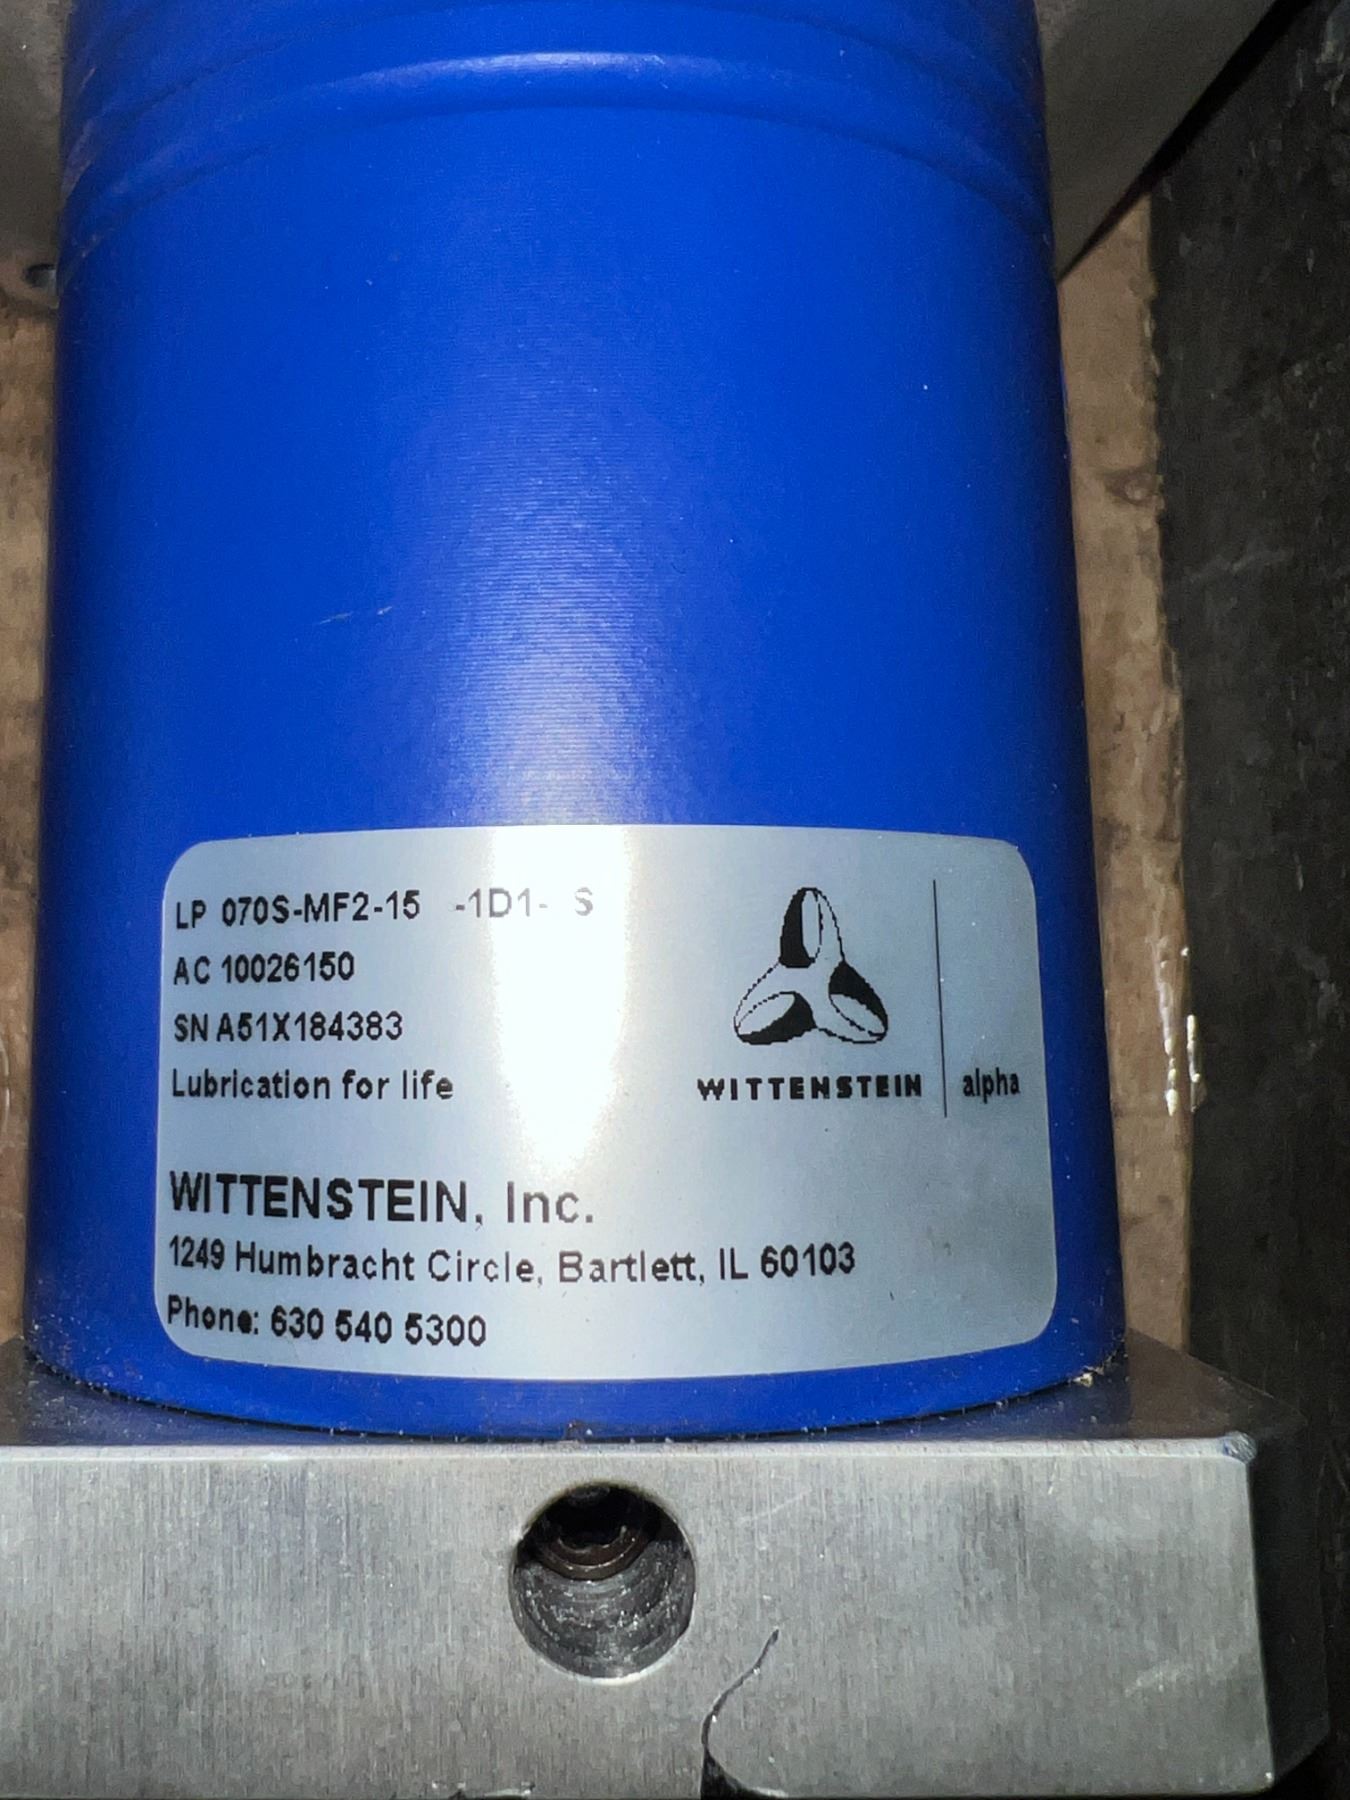 LP 070S-MF2-15 -1D1- S
AC 10026150
SN A51X184383
Lubrication for life
WITTENSTEIN alpha
WITTENSTEIN, Inc.
1249 Humbracht Circle, Bartlett, IL 60103
Phone: 630 540 5300